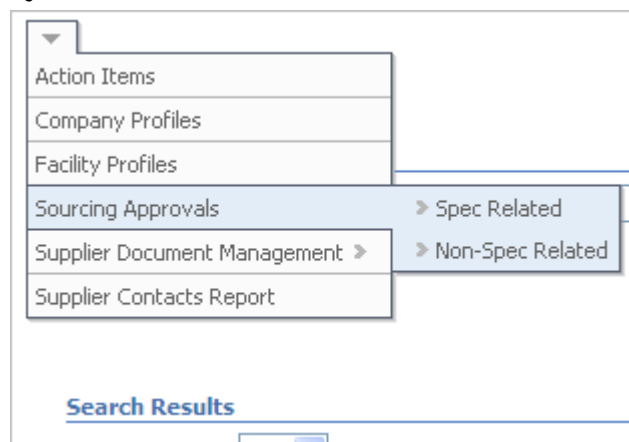 Action Items
Company Profiles
Facility Profiles
Sourcing Approvals
Spec Related
Supplier Document Management
Non-Spec Related
Supplier Contacts Report
Search Results